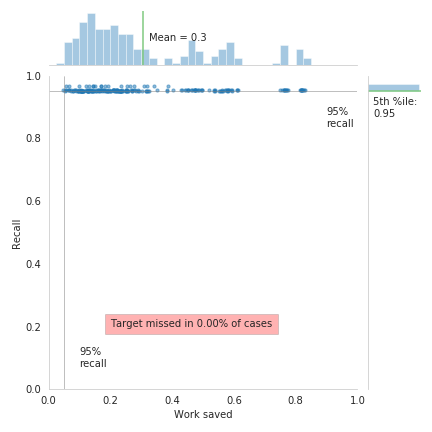 Mean = 0.3
1.0
0.8
0.6
0.4
0.2
0.0
Recall
95%
recall
5th %ile:
0.95
Target missed in 0.00% of cases
95%
recall
0.0
0.2
0.4
0.6
0.8
1.0
Work saved